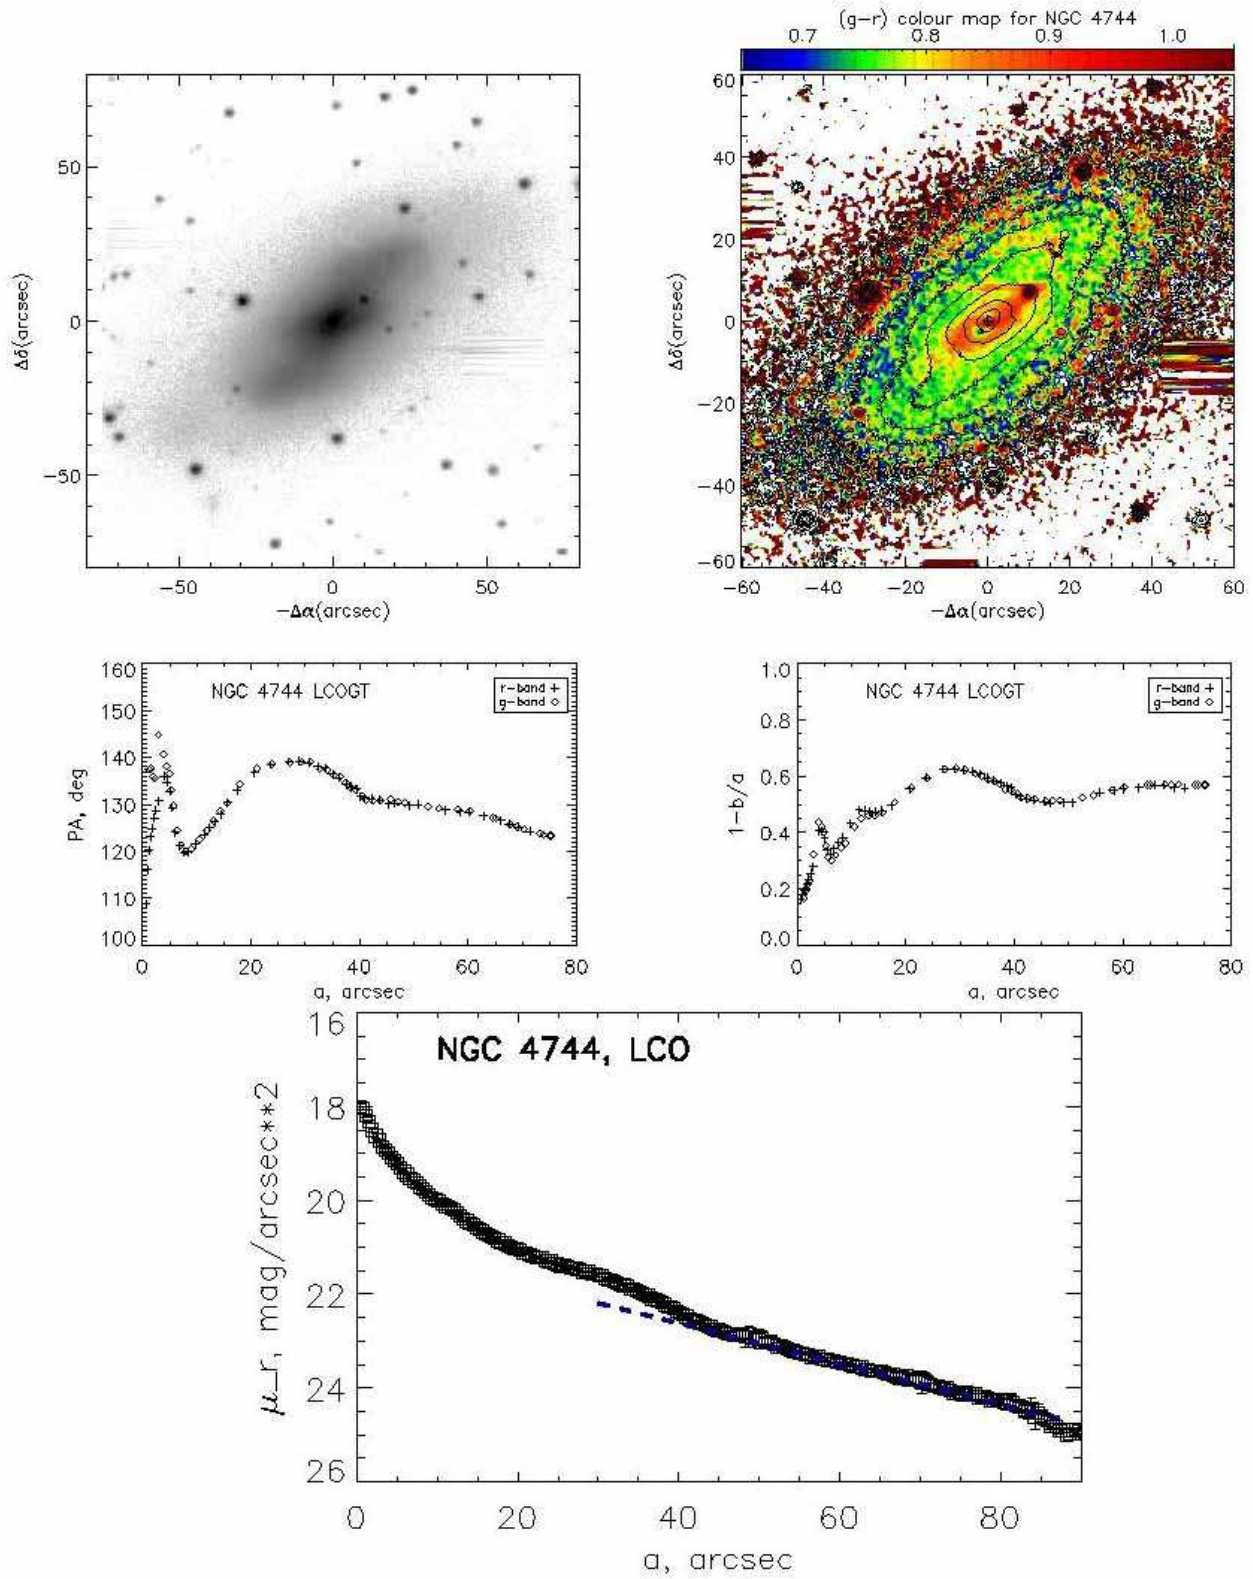 (g−r) colour map for NGC 4744
0.7 0.8 0.9 1.0
50
0
−50
Δδ(arcsec)
−50 0 50
−Δα(arcsec)
60
40
20
0
−20
−40
−60
Δδ(arcsec)
−60 −40 −20 0 20 40 60
−Δα(arcsec)
160
150
140
130
120
110
100
PA, deg
NGC 4744 LCOGT
r-band +
g-band ◇
0 20 40 60 80
a, arcsec
1.0
0.8
0.6
0.4
0.2
0.0
1−b/a
NGC 4744 LCOGT
r-band +
g-band ◇
0 20 40 60 80
a, arcsec
16
18
20
22
24
26
μ_r, mag/arcsec**2
NGC 4744, LCO
0 20 40 60 80
a, arcsec